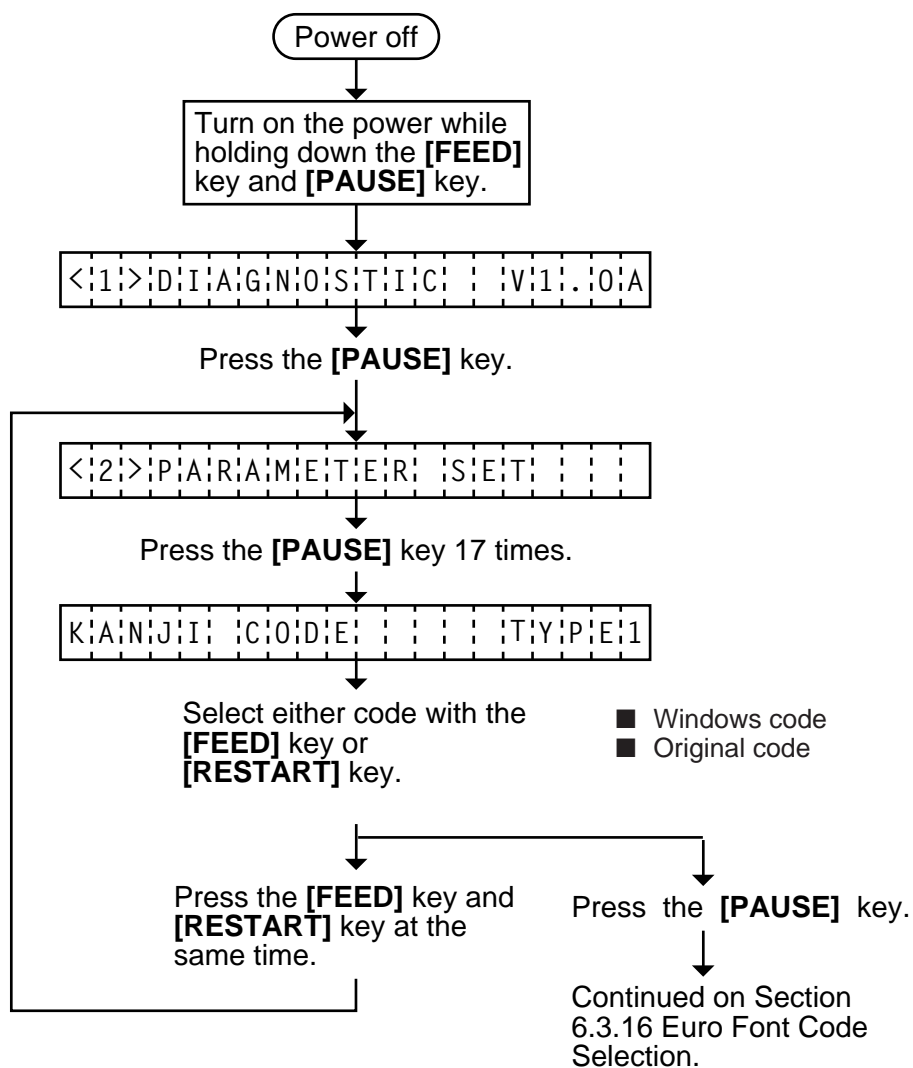 Power off
Turn on the power while
holding down the [FEED]
key and [PAUSE] key.
<1>DIAGNOSTIC  V1.0A
Press the [PAUSE] key.
<2>PARAMETER SET
Press the [PAUSE] key 17 times.
KANJI CODE    TYPE1
Select either code with the
[FEED] key or
[RESTART] key.
■ Windows code
■ Original code
Press the [FEED] key and
[RESTART] key at the
same time.
Press the [PAUSE] key.
Continued on Section
6.3.16 Euro Font Code
Selection.